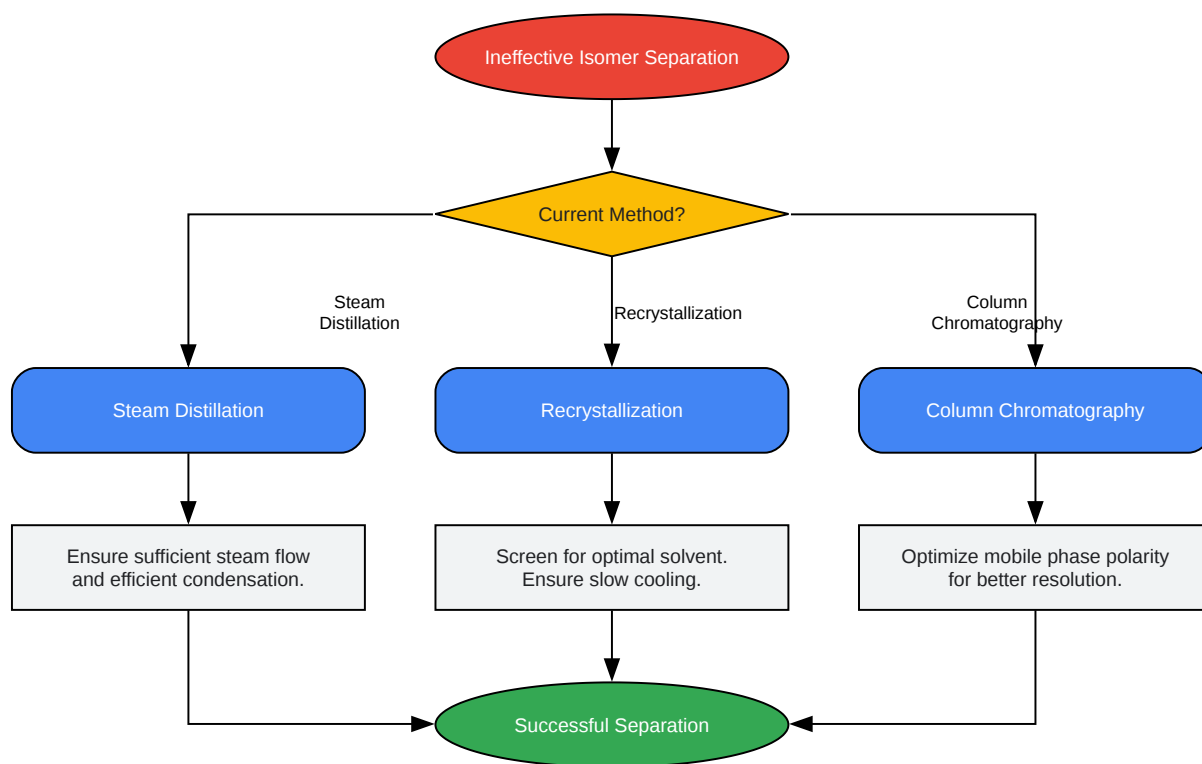 Ineffective Isomer Separation
Current Method?
Steam
Distillation
Recrystallization
Column
Chromatography
Steam Distillation
Recrystallization
Column Chromatography
Ensure sufficient steam flow
and efficient condensation.
Screen for optimal solvent.
Ensure slow cooling.
Optimize mobile phase polarity
for better resolution.
Successful Separation